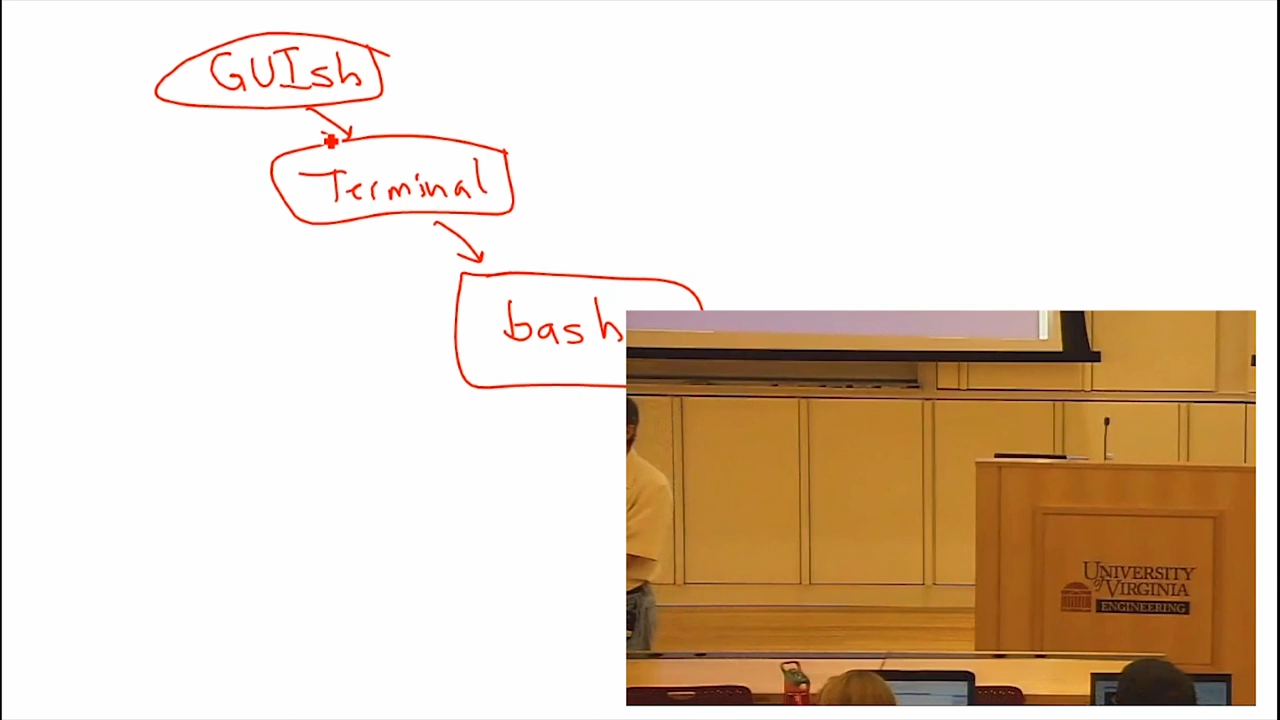 GUIsh
Terminal
bash
UNIVERSITY
of VIRGINIA
ENGINEERING